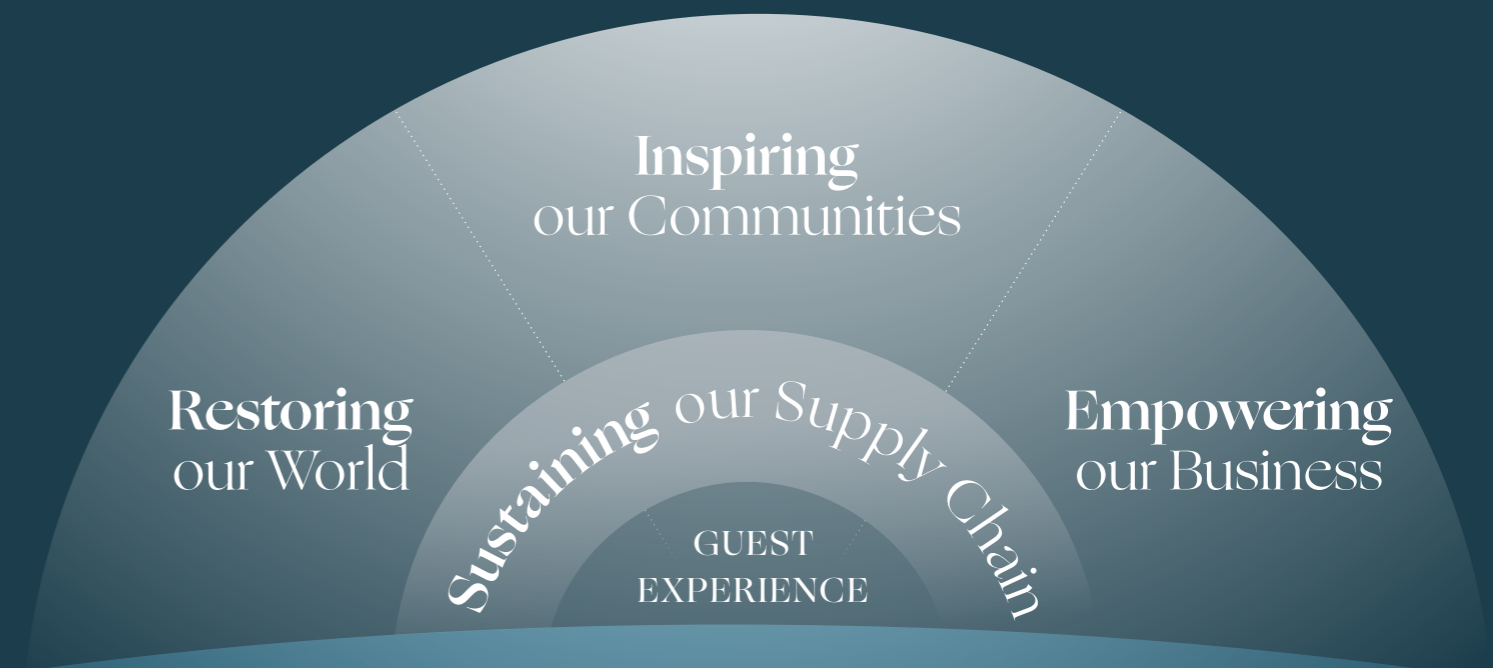 Inspiring
our Communities
Restoring
our World
Empowering
our Business
Sustaining our Supply Chain
GUEST
EXPERIENCE